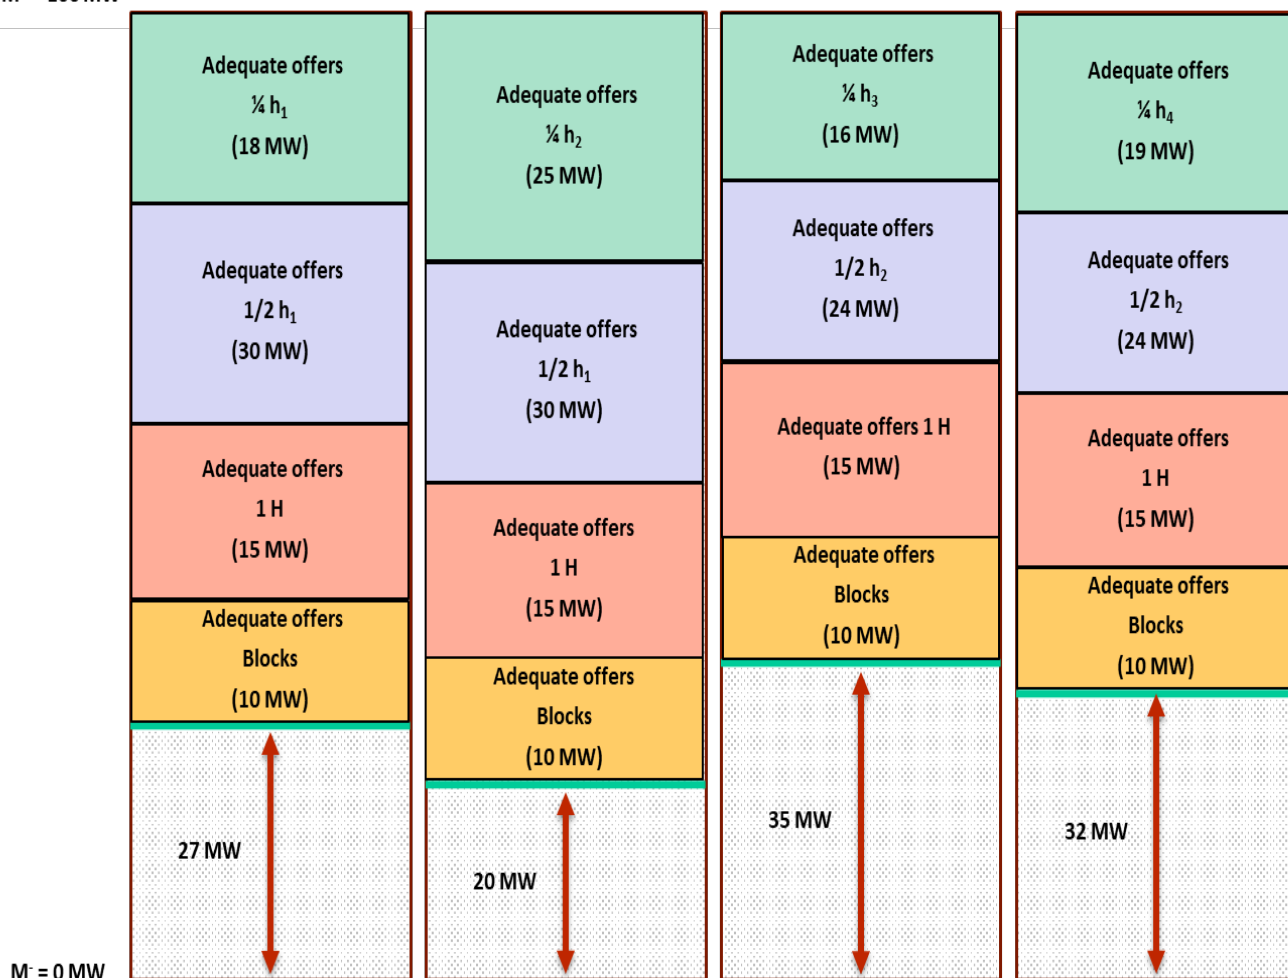 Adequate offers
¼ h₁
(18 MW)
Adequate offers
1/2 h₁
(30 MW)
Adequate offers
1 H
(15 MW)
Adequate offers
Blocks
(10 MW)
27 MW
Adequate offers
¼ h₂
(25 MW)
Adequate offers
1/2 h₁
(30 MW)
Adequate offers
1 H
(15 MW)
Adequate offers
Blocks
(10 MW)
20 MW
Adequate offers
¼ h₃
(16 MW)
Adequate offers
1/2 h₂
(24 MW)
Adequate offers 1 H
(15 MW)
Adequate offers
Blocks
(10 MW)
35 MW
Adequate offers
¼ h₄
(19 MW)
Adequate offers
1/2 h₂
(24 MW)
Adequate offers
1 H
(15 MW)
Adequate offers
Blocks
(10 MW)
32 MW
M⁻ = 0 MW